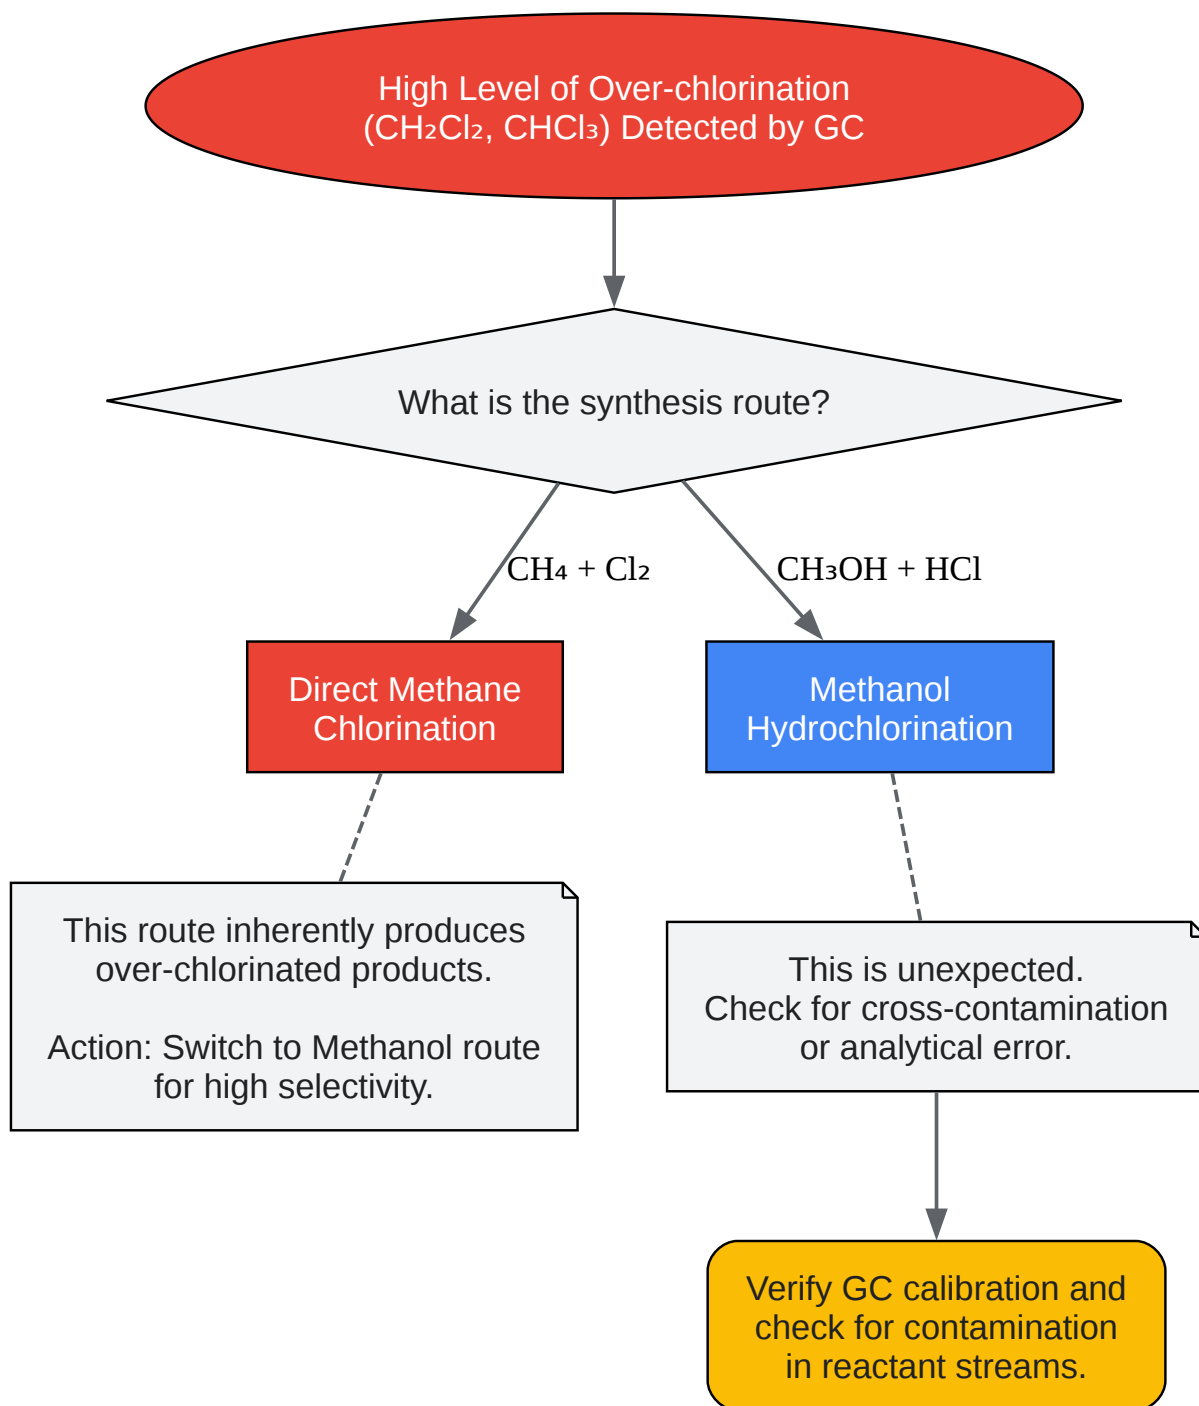 High Level of Over-chlorination
(CH₂Cl₂, CHCl₃) Detected by GC
What is the synthesis route?
CH₄ + Cl₂
CH₃OH + HCl
Direct Methane
Chlorination
Methanol
Hydrochlorination
This route inherently produces
over-chlorinated products.
Action: Switch to Methanol route
for high selectivity.
This is unexpected.
Check for cross-contamination
or analytical error.
Verify GC calibration and
check for contamination
in reactant streams.